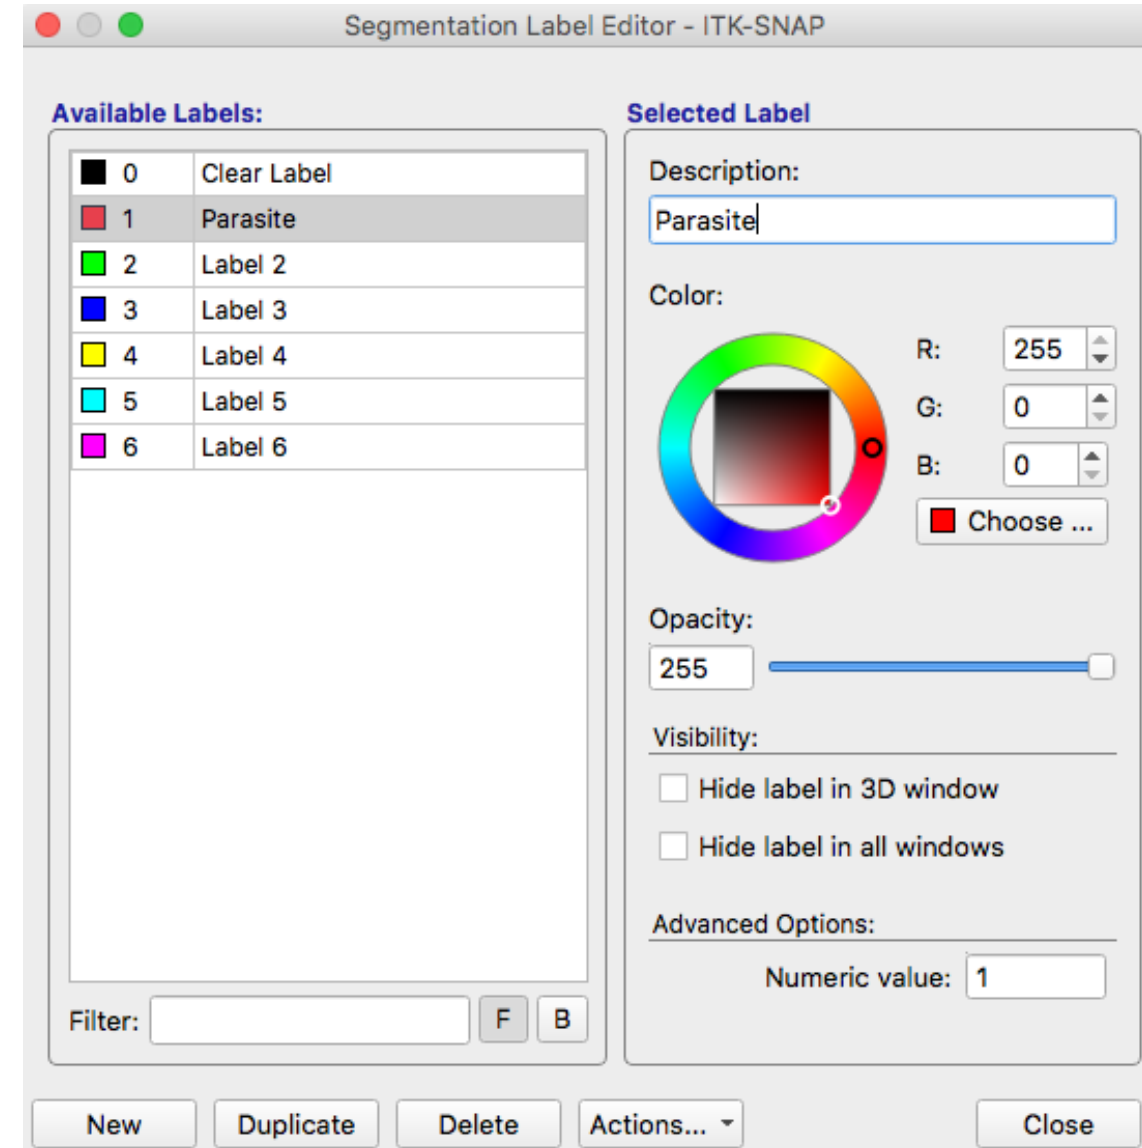 Segmentation Label Editor - ITK-SNAP
Available Labels:
0 Clear Label
1 Parasite
2 Label 2
3 Label 3
4 Label 4
5 Label 5
6 Label 6
Filter:
F
B
Selected Label
Description:
Parasite
Color:
R: 255
G: 0
B: 0
Choose ...
Opacity:
255
Visibility:
Hide label in 3D window
Hide label in all windows
Advanced Options:
Numeric value: 1
New
Duplicate
Delete
Actions...
Close